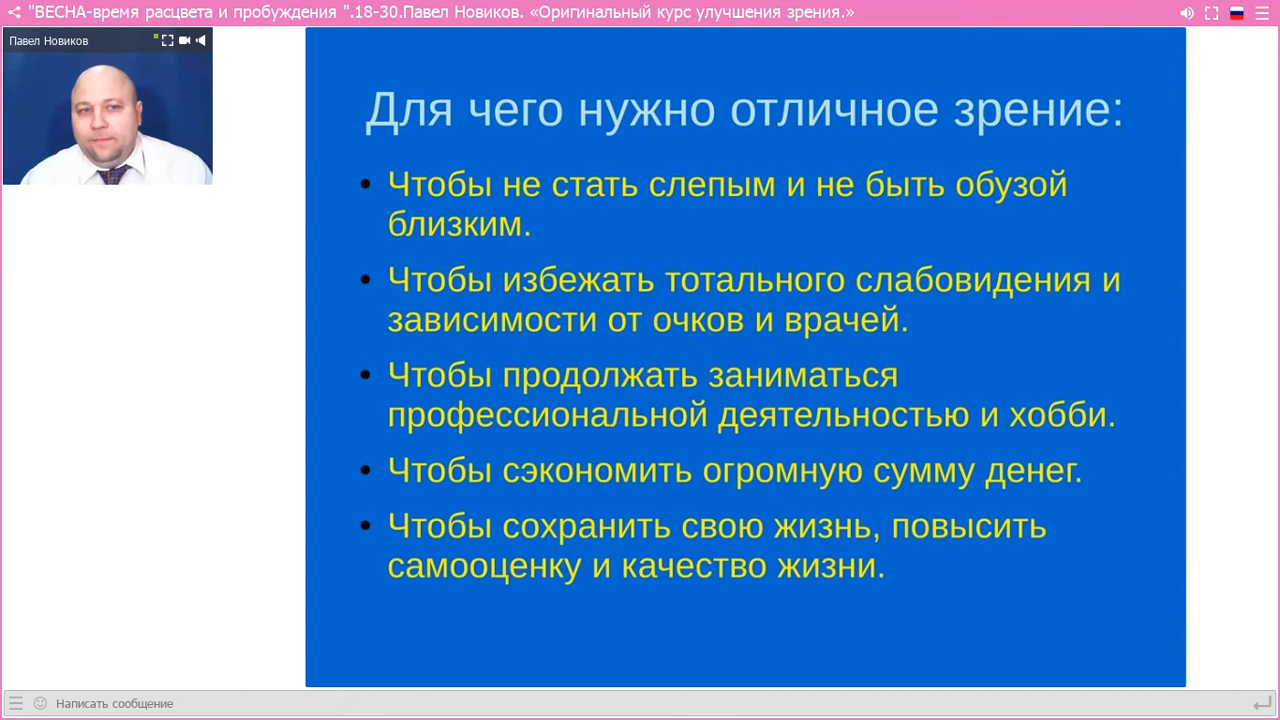 "ВЕСНА-время расцвета и пробуждения ".18-30.Павел Новиков. «Оригинальный курс улучшения зрения.»
Павел Новиков
Для чего нужно отличное зрение:
• Чтобы не стать слепым и не быть обузой
близким.
• Чтобы избежать тотального слабовидения и
зависимости от очков и врачей.
• Чтобы продолжать заниматься
профессиональной деятельностью и хобби.
• Чтобы сэкономить огромную сумму денег.
• Чтобы сохранить свою жизнь, повысить
самооценку и качество жизни.
Написать сообщение